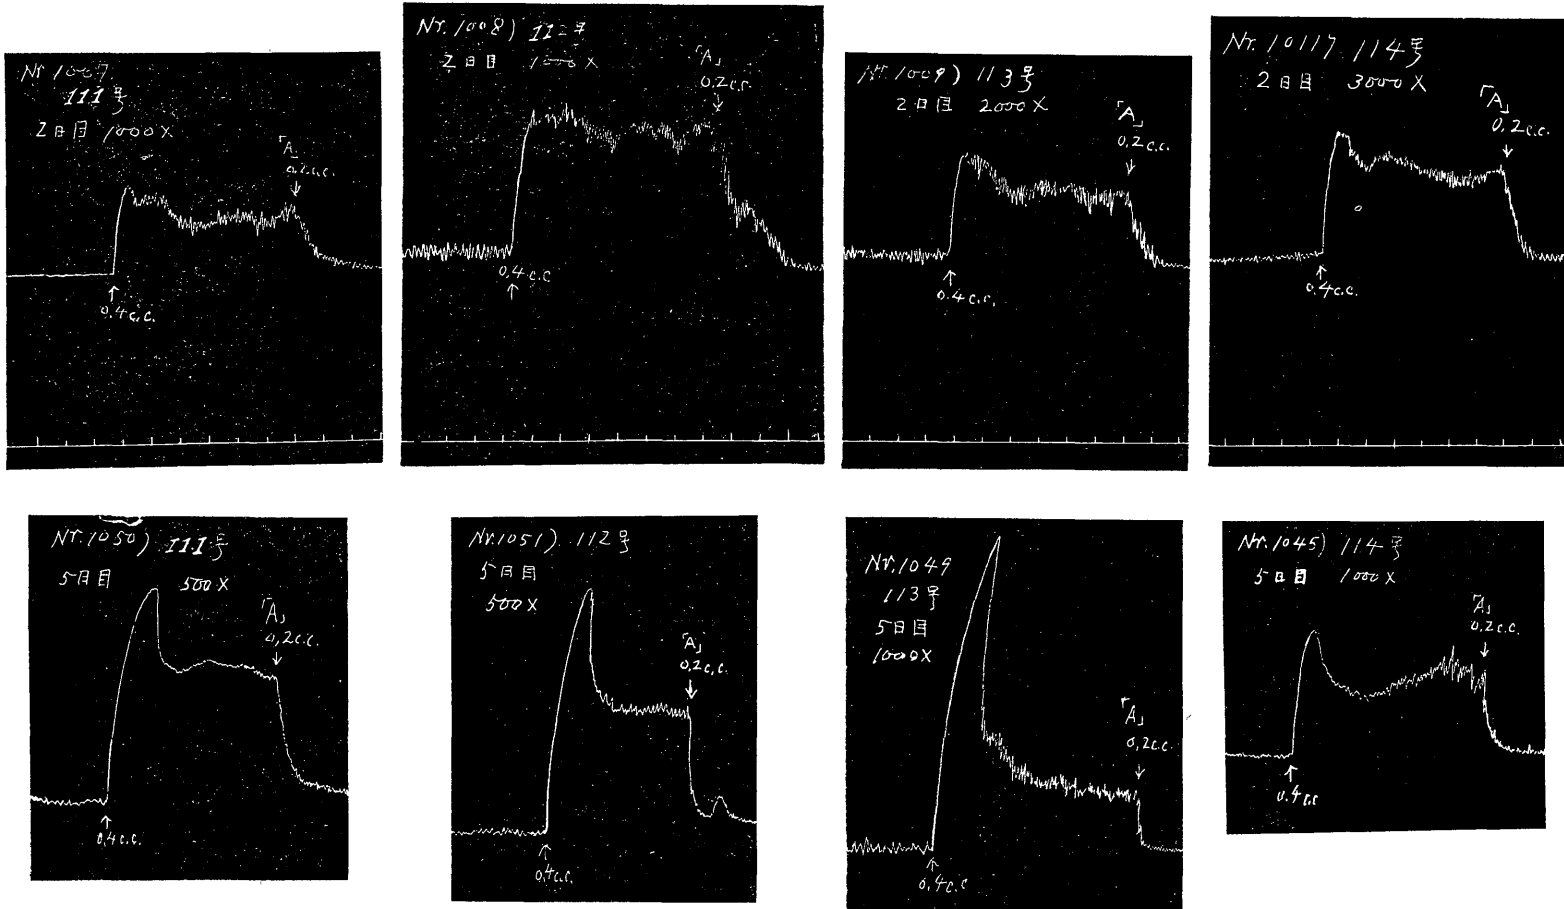 Nr. 1007
111号
2日目 1000X
「A」
0.2c.c.
↓
↑
0.4c.c.
Nr. 1008) 112号
2日目 1000X
「A」
0.2c.c.
↓
0.4c.c
↑
Nr. 1009) 113号
2日目 2000X
「A」
0.2c.c.
↓
↑
0.4c.c.
114号
2日目 3000X
「A」
0.2c.c.
↓
↑
0.4c.c.
Nr. 1050) 111号
5日目 500X
「A」
0.2c.c.
↓
↑
0.4c.c.
Nr. 1051) 112号
5日目
500X
「A」
0.2c.c.
↓
↑
0.4c.c.
Nr. 1049
113号
5日目
1000X
「A」
0.2c.c.
↓
↑
0.4c.c
Nr. 1045) 114号
5日目 1000X
「A」
0.2c.c.
↓
↑
0.4c.c